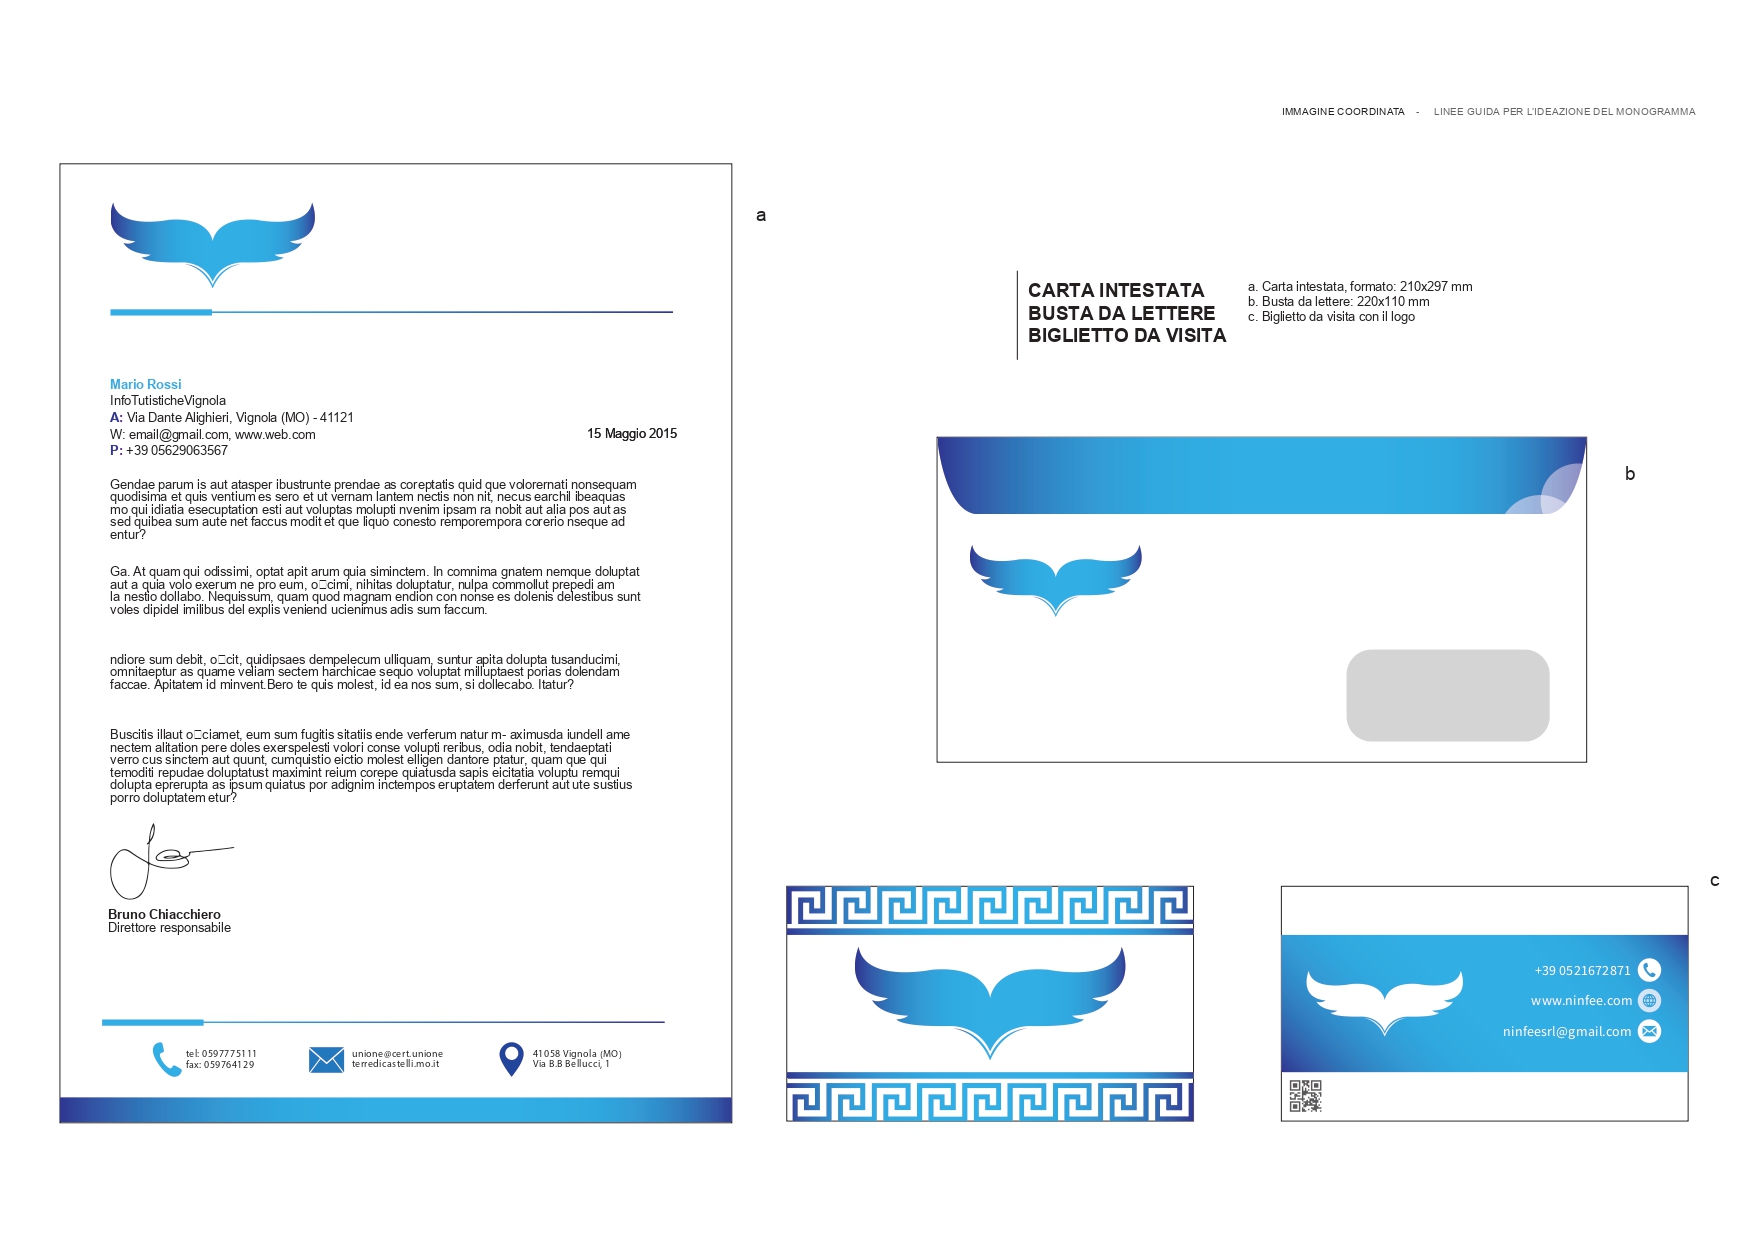 IMMAGINE COORDINATA - LINEE GUIDA PER L'IDEAZIONE DEL MONOGRAMMA
a
Mario Rossi
InfoTutisticheVignola
A: Via Dante Alighieri, Vignola (MO) - 41121
W: email@gmail.com, www.web.com
15 Maggio 2015
P: +39 05629063567
Gendae parum is aut atasper ibustrunte prendae as coreptatis quid que volorernati nonsequam
quodisima et quis ventium es sero et ut vernam lantem nectis non nit, necus earchil ibeaquas
mo qui idiatia esecuptation esti aut voluptas molupti nvenim ipsam ra nobit aut alia pos aut as
sed quibea sum aute net faccus modit et que liquo conesto remporempora corerio nseque ad
entur?
Ga. At quam qui odissimi, optat apit arum quia siminctem. In comnima gnatem nemque doluptat
aut a quia volo exerum ne pro eum, o□cimi, nihitas doluptatur, nulpa commollut prepedi am
la nestio dollabo. Nequissum, quam quod magnam endion con nonse es dolenis delestibus sunt
voles dipidel imilibus del explis veniend ucienimus adis sum faccum.
ndiore sum debit, o□cit, quidipsaes dempelecum ulliquam, suntur apita dolupta tusanducimi,
omnitaeptur as quame veliam sectem harchicae sequo voluptat milluptaest porias dolendam
faccae. Apitatem id minvent.Bero te quis molest, id ea nos sum, si dollecabo. Itatur?
Buscitis illaut o□ciamet, eum sum fugitis sitatiis ende verferum natur m- aximusda iundell ame
nectem alitation pere doles exerspelesti volori conse volupti reribus, odia nobit, tendaeptati
verro cus sinctem aut quunt, cumquistio eictio molest elligen dantore ptatur, quam que qui
temoditi repudae doluptatust maximint reium corepe quiatusda sapis eicitatia voluptu remqui
dolupta eprerupta as ipsum quiatus por adignim inctempos eruptatem derferunt aut ute sustius
porro doluptatem etur?
Bruno Chiacchiero
Direttore responsabile
tel: 0597775111
fax: 059764129
unione@cert.unione
terredicastelli.mo.it
41058 Vignola (MO)
Via B.B Bellucci, 1
CARTA INTESTATA
BUSTA DA LETTERE
BIGLIETTO DA VISITA
a. Carta intestata, formato: 210x297 mm
b. Busta da lettere: 220x110 mm
c. Biglietto da visita con il logo
b
c
+39 0521672871
www.ninfee.com
ninfeesrl@gmail.com